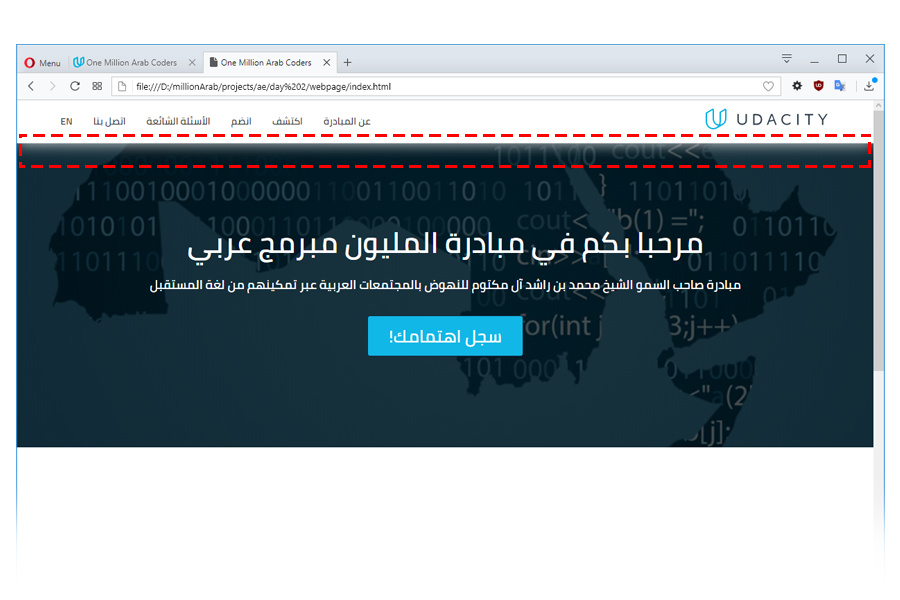 Menu
One Million Arab Coders
One Million Arab Coders
file:///D:/millionArab/projects/ae/day%202/webpage/index.html
UDACITY
عن المبادرة
اكتشف
انضم
الأسئلة الشائعة
اتصل بنا
EN
مرحبا بكم في مبادرة المليون مبرمج عربي
مبادرة صاحب السمو الشيخ محمد بن راشد آل مكتوم للنهوض بالمجتمعات العربية عبر تمكينهم من لغة المستقبل
سجل اهتمامك!